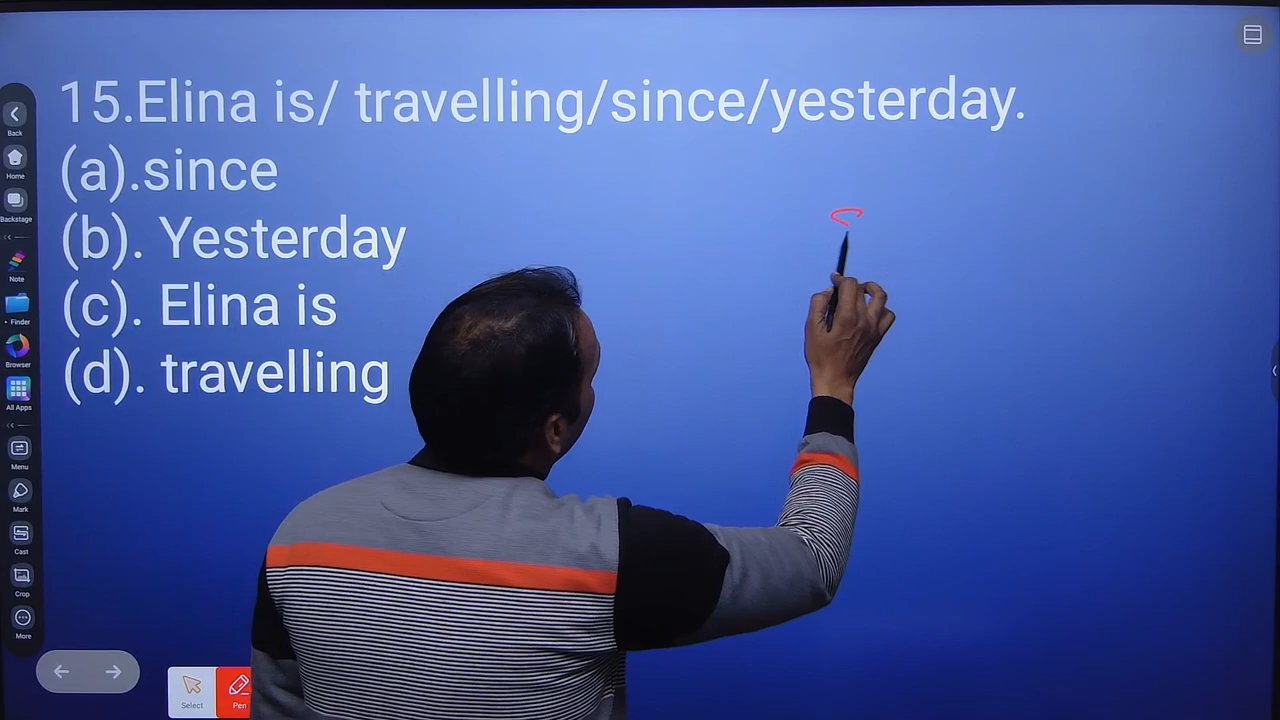 15.Elina is/ travelling/since/yesterday.
(a).since
(b). Yesterday
(c). Elina is
(d). travelling
Back
Home
Backstage
Note
Finder
Browser
All Apps
Menu
Mark
Cast
Crop
More
Select
Pen